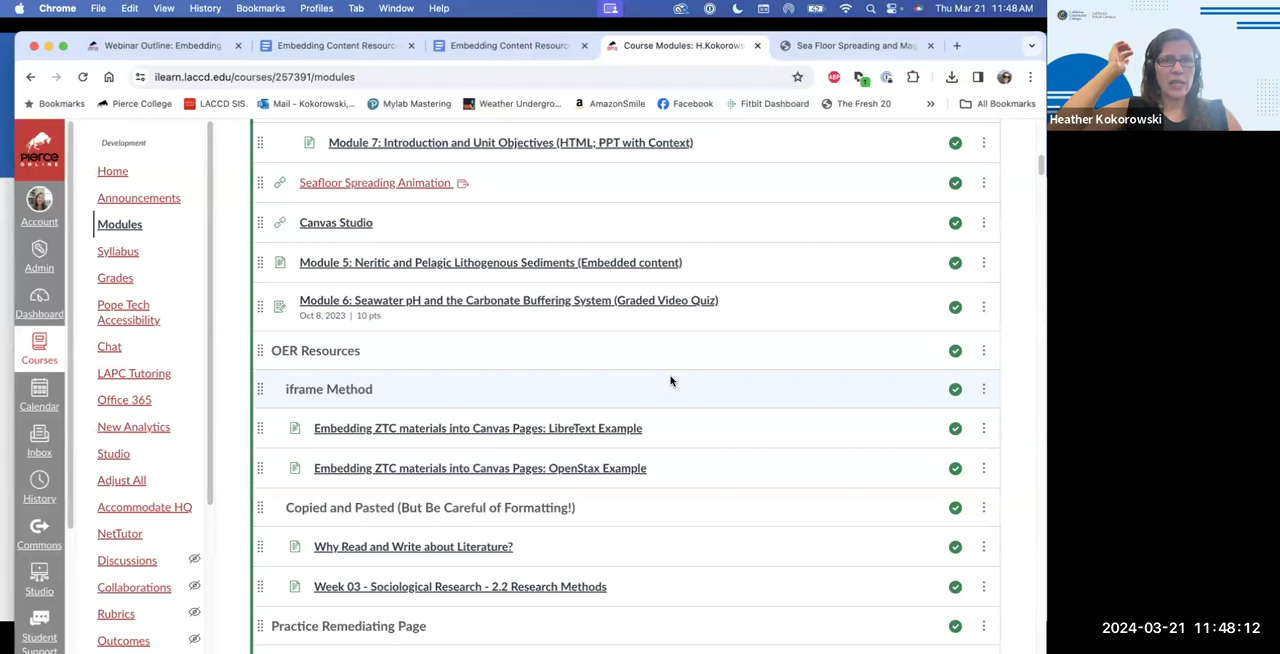 Chrome File Edit View History Bookmarks Profiles Tab Window Help Thu Mar 21 11:48 AM
Webinar Outline: Embedding Embedding Content Resourc Embedding Content Resourc Course Modules: H.Kokorows Sea Floor Spreading and Mag
ilearn.laccd.edu/courses/257391/modules
ABP 1
Bookmarks Pierce College LACCD SIS Mail - Kokorowski,... Mylab Mastering Weather Undergro... AmazonSmile Facebook Fitbit Dashboard The Fresh 20 » All Bookmarks
PIERCE
ONLINE
Account
Admin
Dashboard
Courses
Calendar
Inbox
History
Commons
Studio
Student
Support
Development
Home
Announcements
Modules
Syllabus
Grades
Pope Tech
Accessibility
Chat
LAPC Tutoring
Office 365
New Analytics
Studio
Adjust All
Accommodate HQ
NetTutor
Discussions
Collaborations
Rubrics
Outcomes
Module 7: Introduction and Unit Objectives (HTML; PPT with Context)
Seafloor Spreading Animation
Canvas Studio
Module 5: Neritic and Pelagic Lithogenous Sediments (Embedded content)
Module 6: Seawater pH and the Carbonate Buffering System (Graded Video Quiz)
Oct 8, 2023 | 10 pts
OER Resources
iframe Method
Embedding ZTC materials into Canvas Pages: LibreText Example
Embedding ZTC materials into Canvas Pages: OpenStax Example
Copied and Pasted (But Be Careful of Formatting!)
Why Read and Write about Literature?
Week 03 - Sociological Research - 2.2 Research Methods
Practice Remediating Page
Heather Kokorowski
2024-03-21 11:48:12